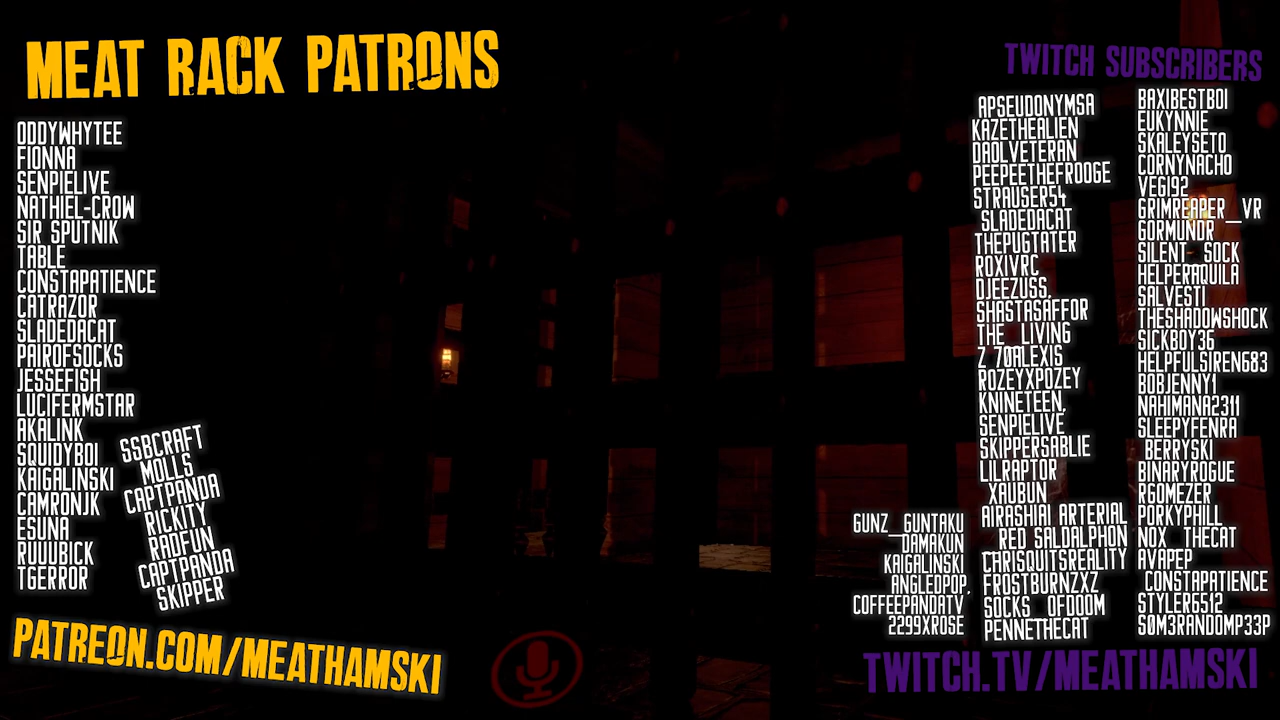 MEAT RACK PATRONS
ODDYWHYTEE
FIONNA
SENPIELIVE
NATHIEL-CROW
SIR SPUTNIK
TABLE
CONSTAPATIENCE
CATRAZOR
SLADEDACAT
PAIROFSOCKS
JESSEFISH
LUCIFERMSTAR
AKALINK
SQUIDYBOI
KAIGALINSKI
CAMRONJK
ESUNA
RUUUBICK
TGERROR
SSBCRAFT
MOLLS
CAPTPANDA
RICKITY
RADFUN
CAPTPANDA
SKIPPER
PATREON.COM/MEATHAMSKI
TWITCH SUBSCRIBERS
GUNZ_GUNTAKU
DAMAKUN
KAIGALINSKI
ANGLEDPOP,
COFFEEPANDATV
2299XROSE
APSEUDONYMSA
KAZETHEALIEN
DAOLVETERAN
PEEPEETHEFROOGE
STRAUSER54
SLADEDACAT
THEPUGTATER
ROXIVRC
DJEEZUSS,
SHASTASAFFOR
THE_LIVING
Z_70ALEXIS
ROZEYXPOZEY
KNINETEEN,
SENPIELIVE
SKIPPERSABLIE
LILRAPTOR
XAUBUN
AIRASHIAI ARTERIAL
_RED SALDALPHON
CHRISQUITSREALITY
FROSTBURNZXZ
SOCKS_OFDOOM
PENNETHECAT
BAXIBESTBOI
EUKYNNIE
SKALEYSETO
CORNYNACHO
VEGI92
GRIMREAPER_VR
GORMUNDR
SILENT_SOCK
HELPERAQUILA
SALVESTI
THESHADOWSHOCK
SICKBOY36
HELPFULSIREN683
BOBJENNY1
NAHIMANA2311
SLEEPYFENRA
BERRYSKI
BINARYROGUE
RGOMEZER
PORKYPHILL
NOX_THECAT
AVAPEP
CONSTAPATIENCE
STYLER6512
S0M3RANDOMP33P
TWITCH.TV/MEATHAMSKI